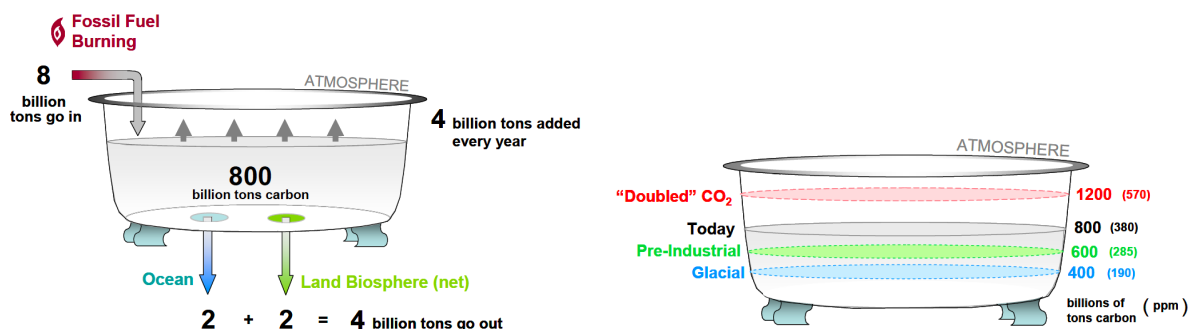 Fossil Fuel
Burning
8
billion
tons go in
ATMOSPHERE
4 billion tons added
every year
800
billion tons carbon
Ocean
Land Biosphere (net)
2 + 2 = 4 billion tons go out
ATMOSPHERE
“Doubled” CO₂ 1200 (570)
Today 800 (380)
Pre-Industrial 600 (285)
Glacial 400 (190)
billions of
tons carbon ( ppm )